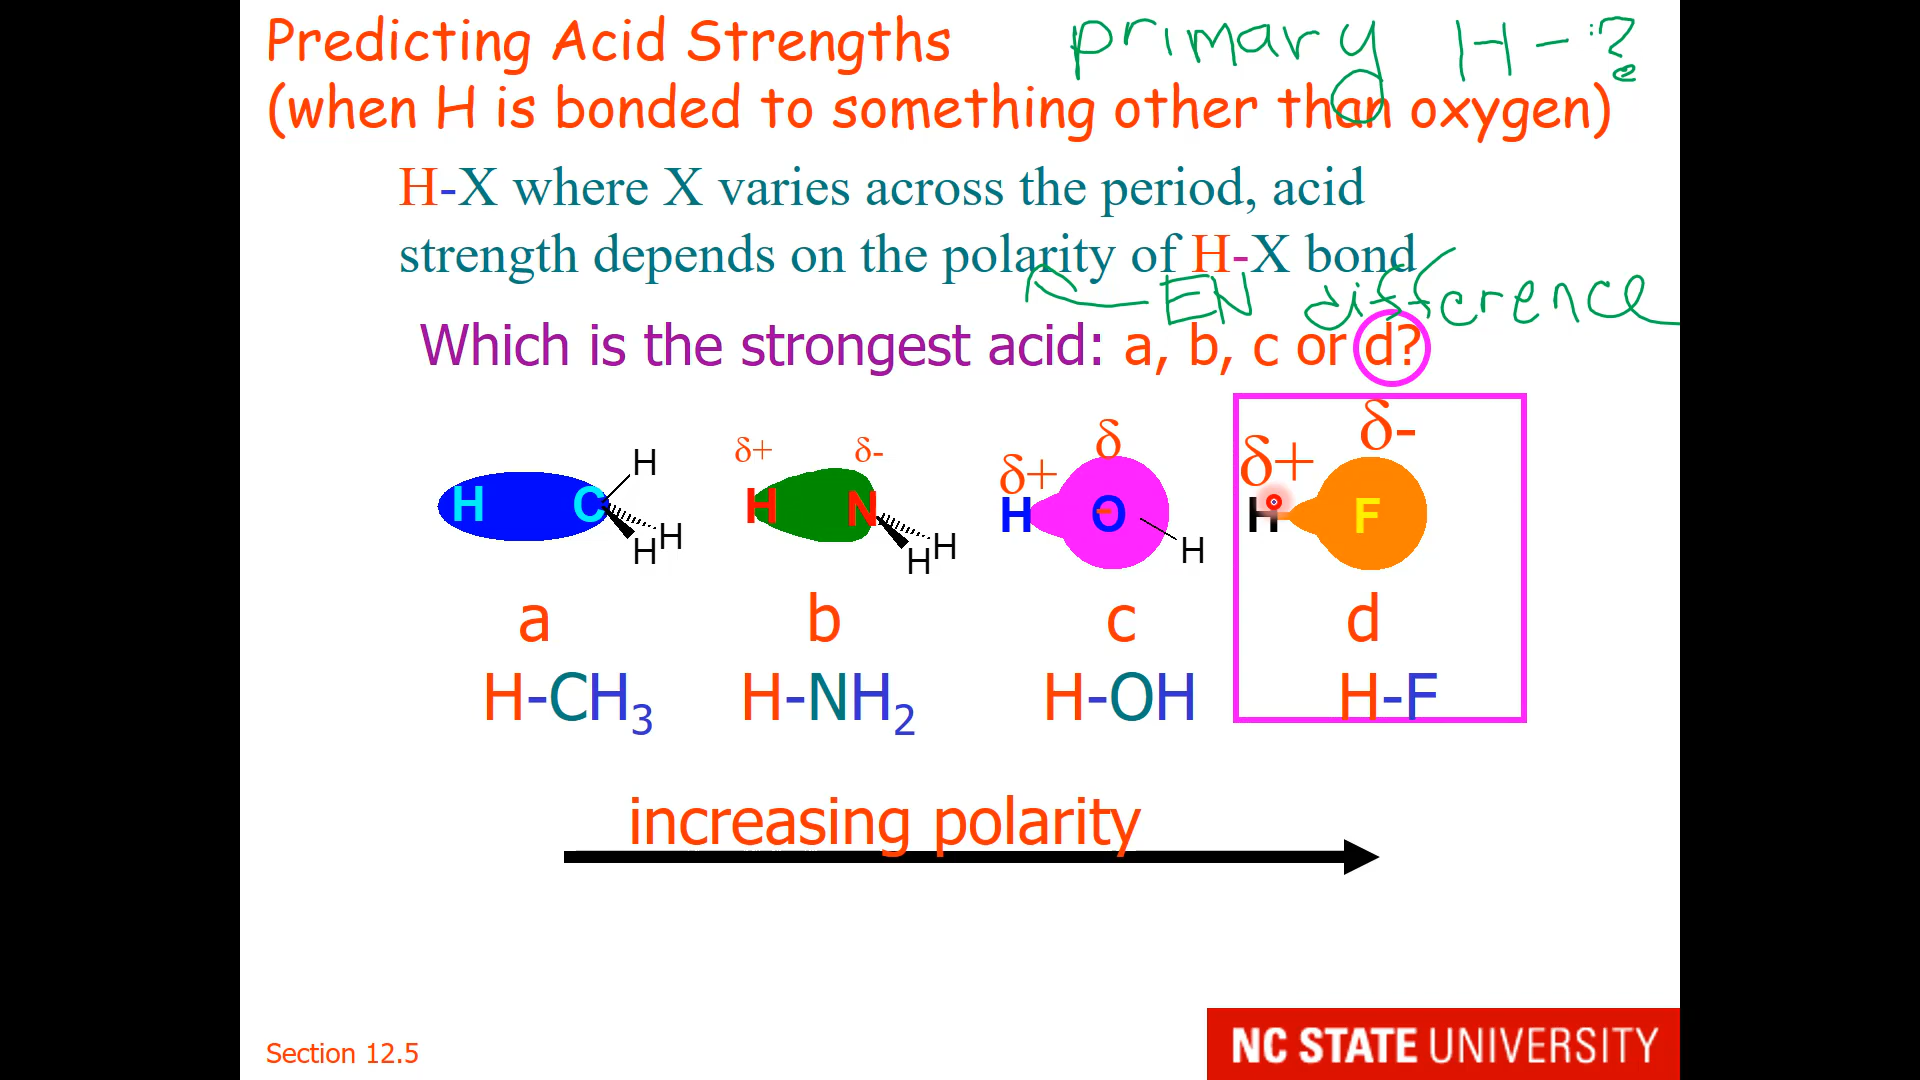 Predicting Acid Strengths primary H-?
(when H is bonded to something other than oxygen)
H-X where X varies across the period, acid
strength depends on the polarity of H-X bond
EN difference
Which is the strongest acid: a, b, c or d?
δ+ δ- δ+ δ - δ+ δ-
H C H H H H N H H H O H H F
a b c d
H-CH3 H-NH2 H-OH H-F
increasing polarity
Section 12.5
NC STATE UNIVERSITY